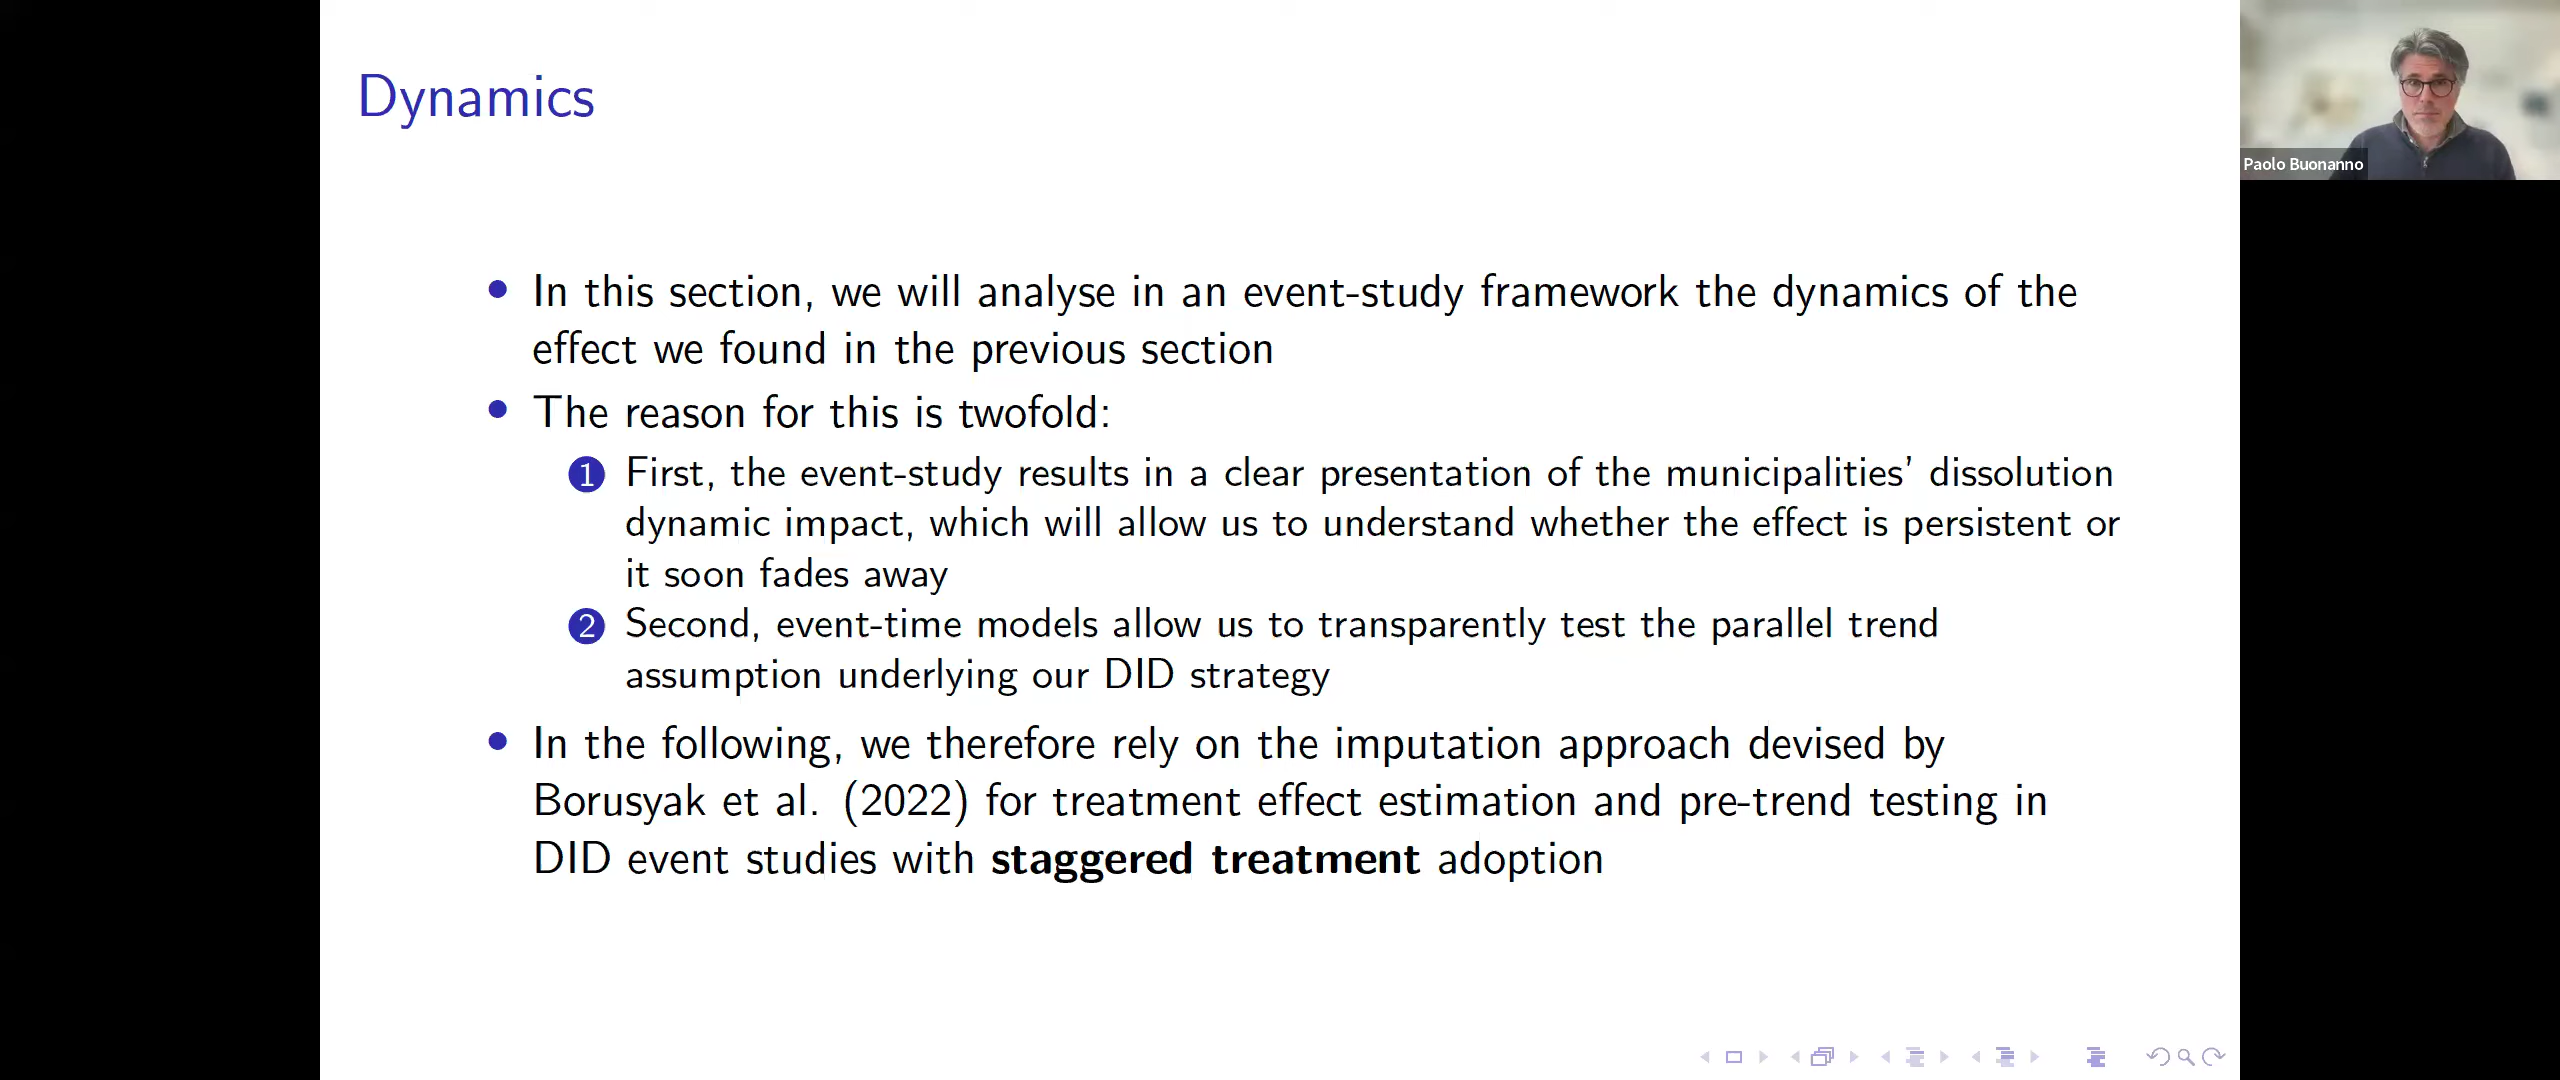 Dynamics
Paolo Buonanno
In this section, we will analyse in an event-study framework the dynamics of the
effect we found in the previous section
The reason for this is twofold:
1 First, the event-study results in a clear presentation of the municipalities’ dissolution
dynamic impact, which will allow us to understand whether the effect is persistent or
it soon fades away
2 Second, event-time models allow us to transparently test the parallel trend
assumption underlying our DID strategy
In the following, we therefore rely on the imputation approach devised by
Borusyak et al. (2022) for treatment effect estimation and pre-trend testing in
DID event studies with staggered treatment adoption